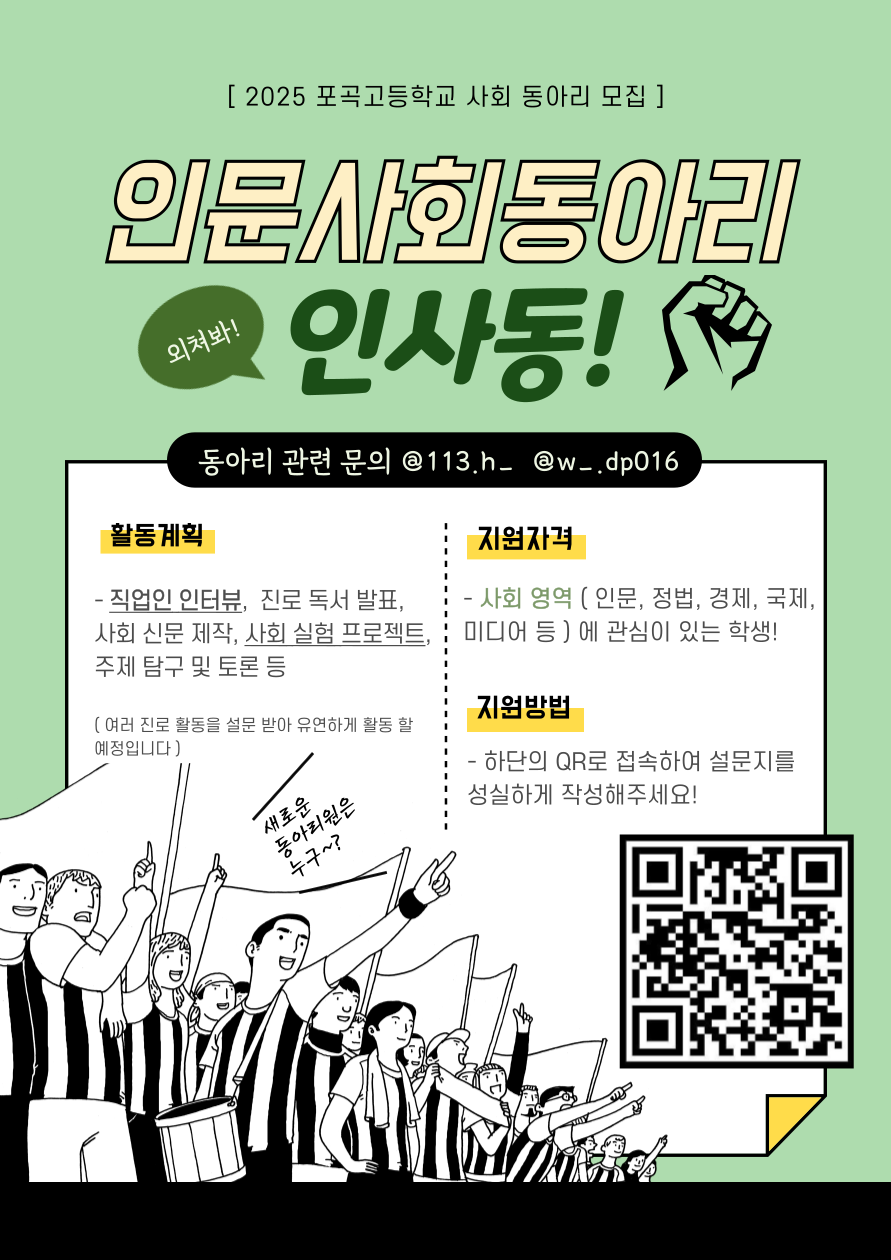 [ 2025 포곡고등학교 사회 동아리 모집 ]
인문사회동아리
외쳐봐!
인사동!
동아리 관련 문의 @113.h_ @w_.dp016
활동계획
- 직업인 인터뷰, 진로 독서 발표,
사회 신문 제작, 사회 실험 프로젝트,
주제 탐구 및 토론 등
( 여러 진로 활동을 설문 받아 유연하게 활동 할
예정입니다 )
지원자격
- 사회 영역 ( 인문, 정법, 경제, 국제,
미디어 등 ) 에 관심이 있는 학생!
지원방법
- 하단의 QR로 접속하여 설문지를
성실하게 작성해주세요!
새로운
동아리원은
누구~?